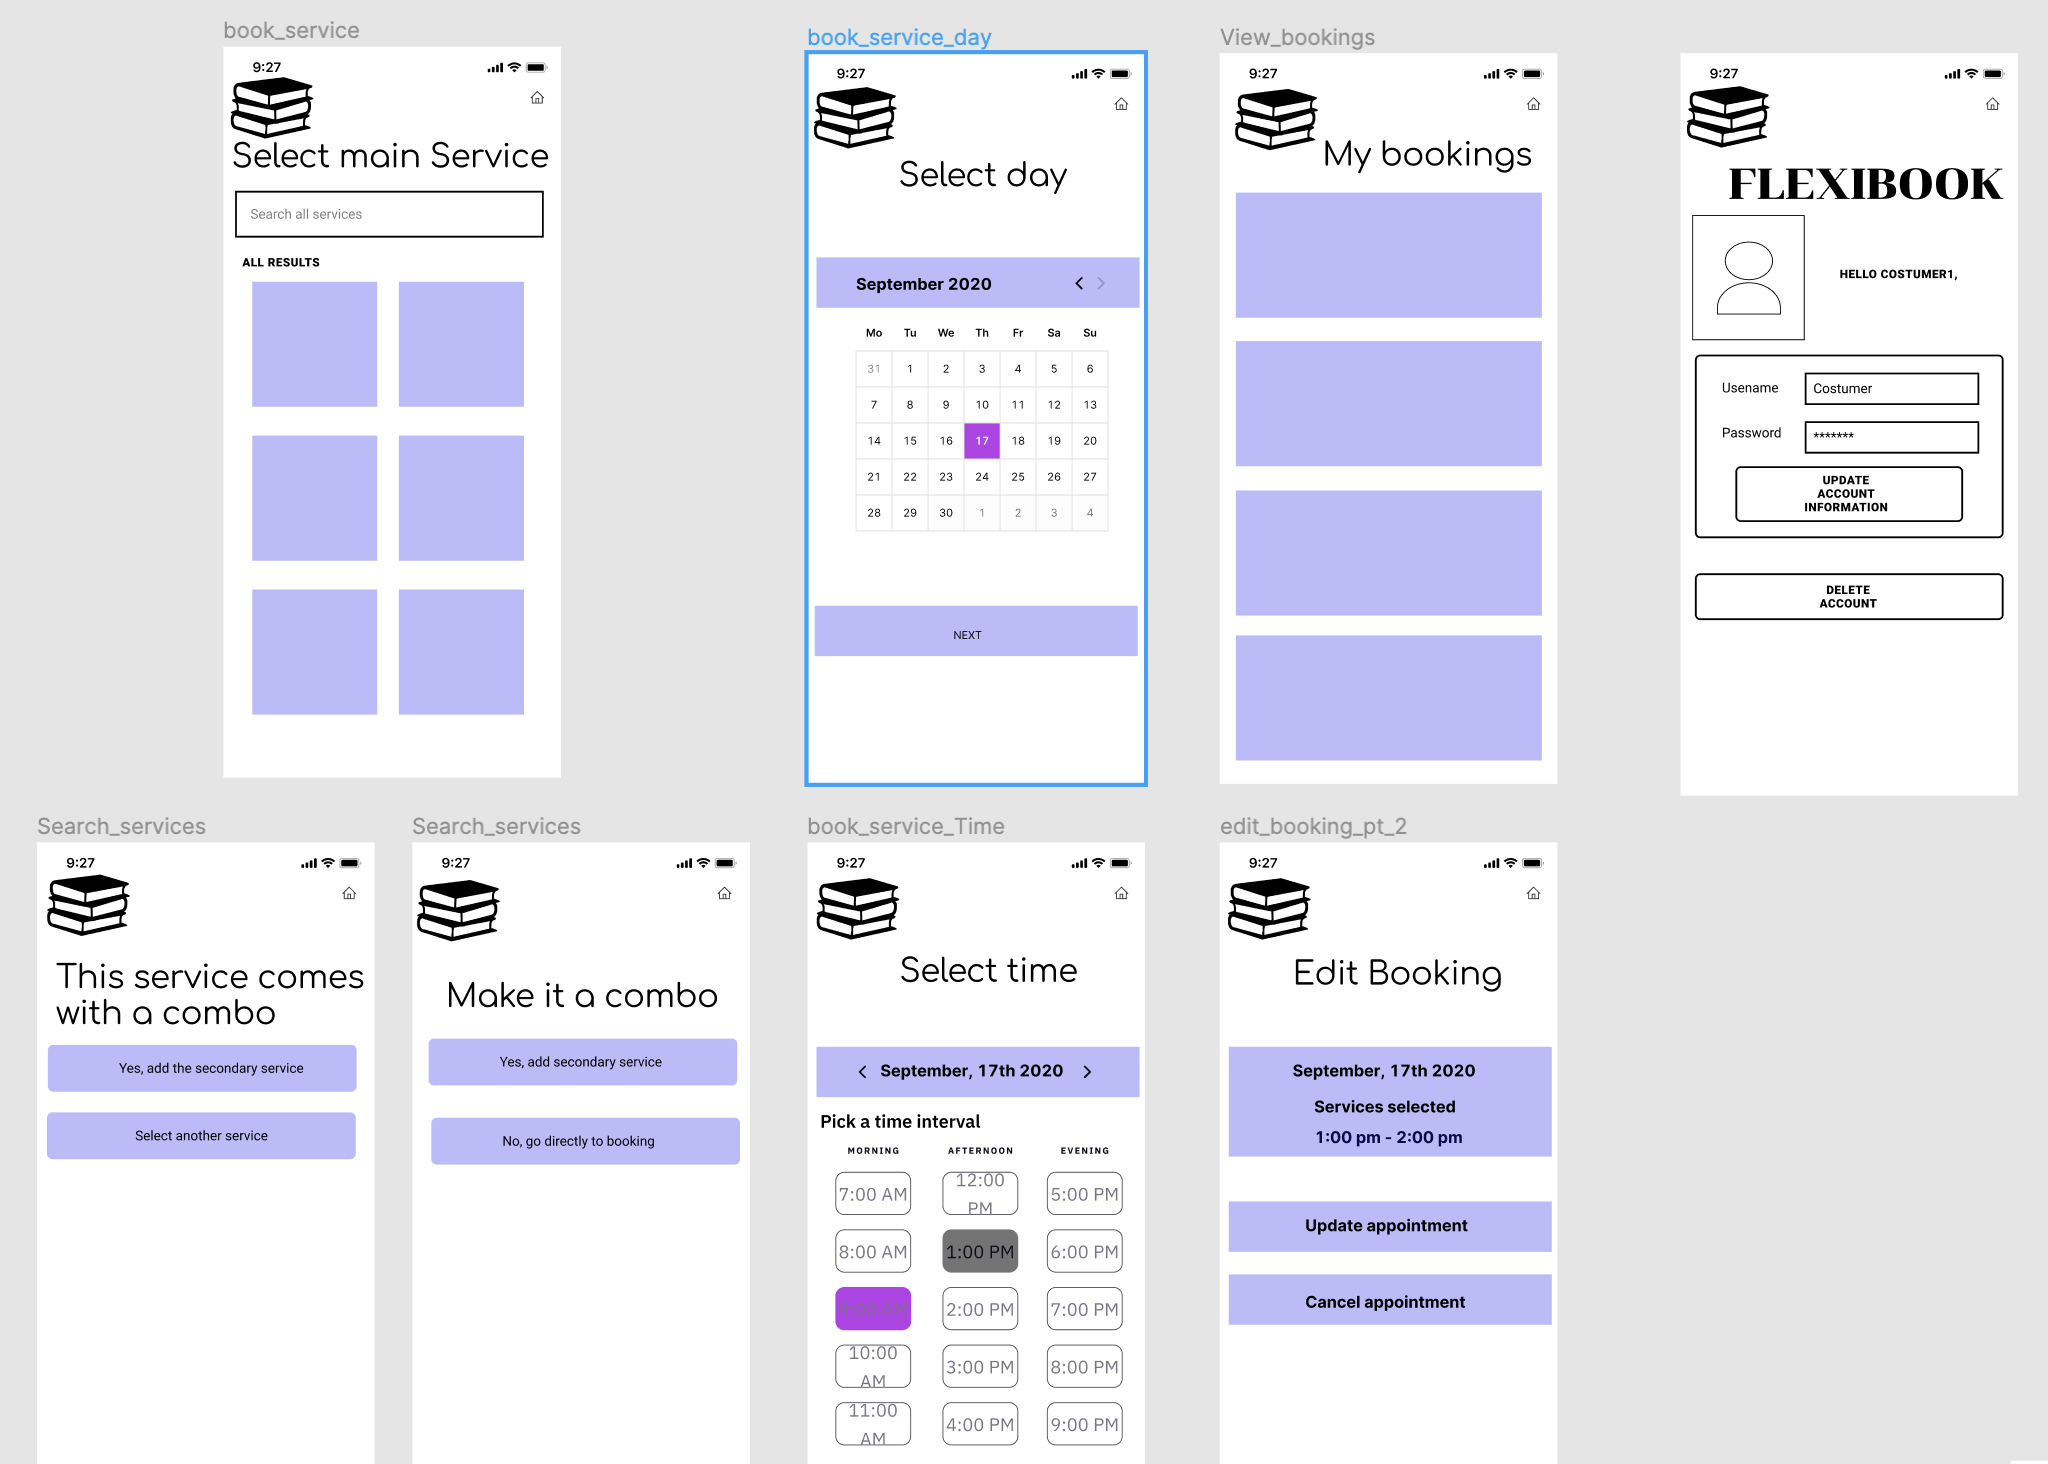 book_service
9:27
Select main Service
Search all services
ALL RESULTS
book_service_day
9:27
Select day
September 2020
Mo Tu We Th Fr Sa Su
31 1 2 3 4 5 6
7 8 9 10 11 12 13
14 15 16 17 18 19 20
21 22 23 24 25 26 27
28 29 30 1 2 3 4
NEXT
View_bookings
9:27
My bookings
9:27
FLEXIBOOK
HELLO COSTUMER1,
Usename
Costumer
Password
*******
UPDATE
ACCOUNT
INFORMATION
DELETE
ACCOUNT
Search_services
9:27
This service comes
with a combo
Yes, add the secondary service
Select another service
Search_services
9:27
Make it a combo
Yes, add secondary service
No, go directly to booking
book_service_Time
9:27
Select time
September, 17th 2020
Pick a time interval
MORNING AFTERNOON EVENING
7:00 AM 12:00 PM 5:00 PM
8:00 AM 1:00 PM 6:00 PM
9:00 AM 2:00 PM 7:00 PM
10:00 AM 3:00 PM 8:00 PM
11:00 AM 4:00 PM 9:00 PM
edit_booking_pt_2
9:27
Edit Booking
September, 17th 2020
Services selected
1:00 pm - 2:00 pm
Update appointment
Cancel appointment